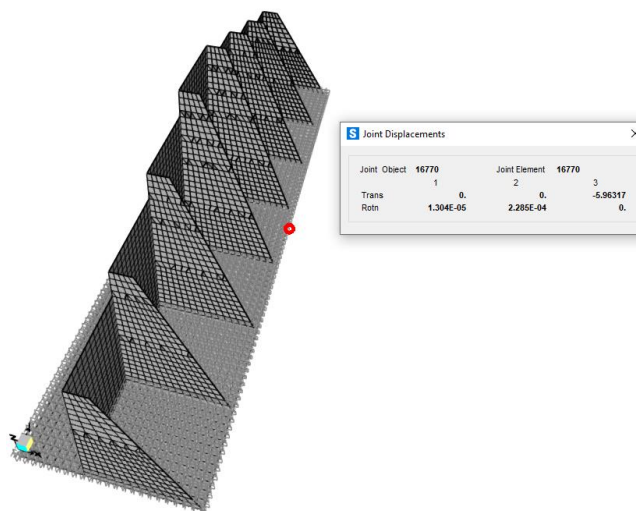 S Joint Displacements
Joint Object 16770 Joint Element 16770
1 2 3
Trans 0. 0. -5.96317
Rotn 1.304E-05 2.285E-04 0.